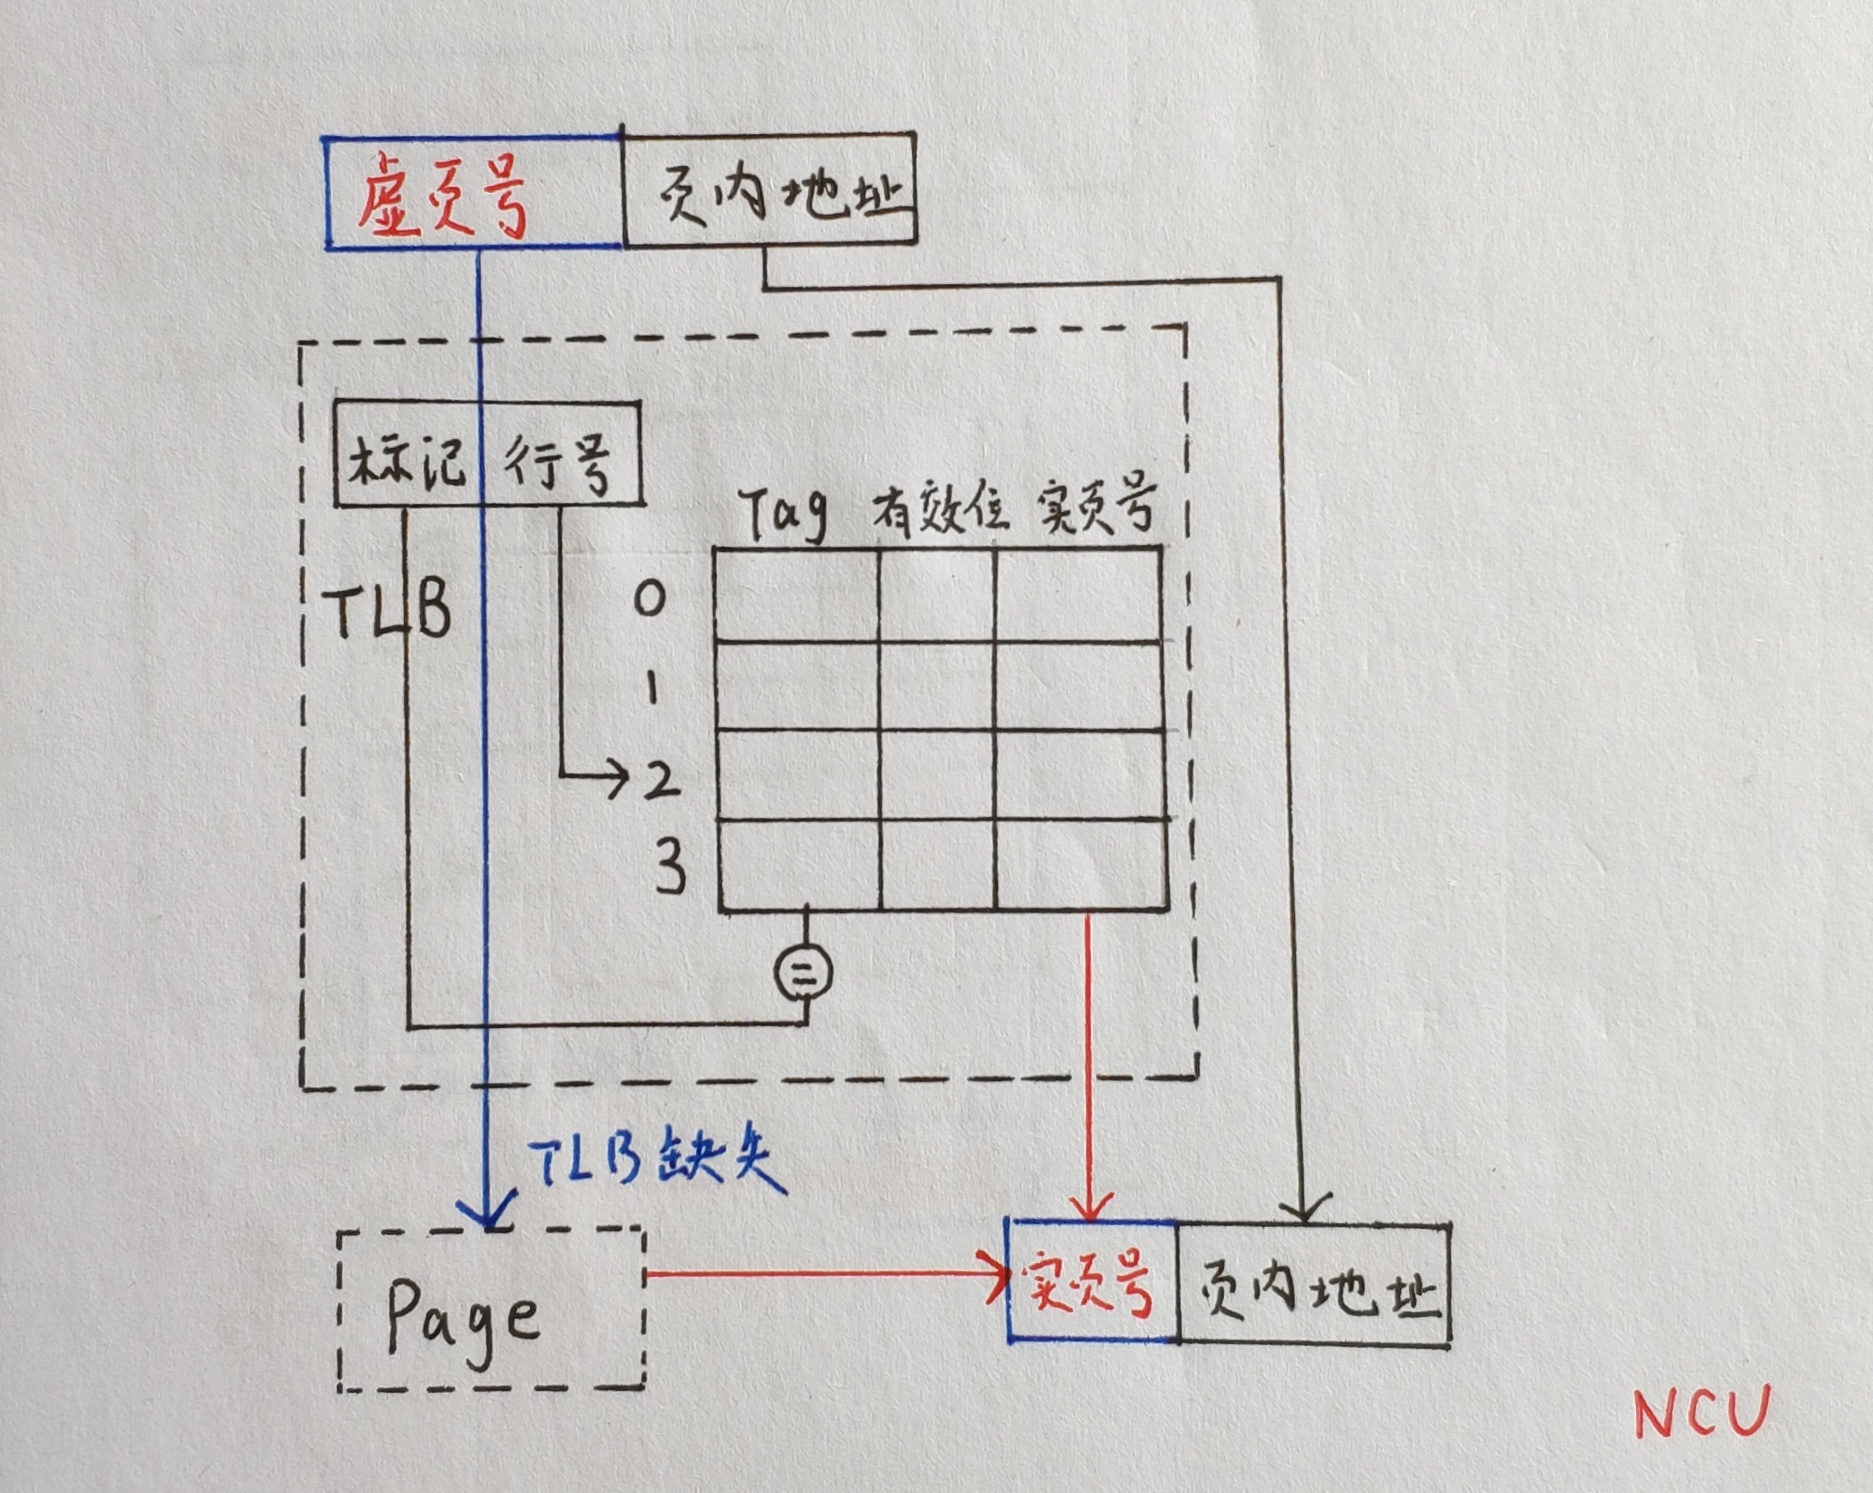 虚页号 页内地址
标记 行号
Tag 有效位 实页号
TLB
0
1
2
3
=
TLB缺失
Page
实页号 页内地址
NCU